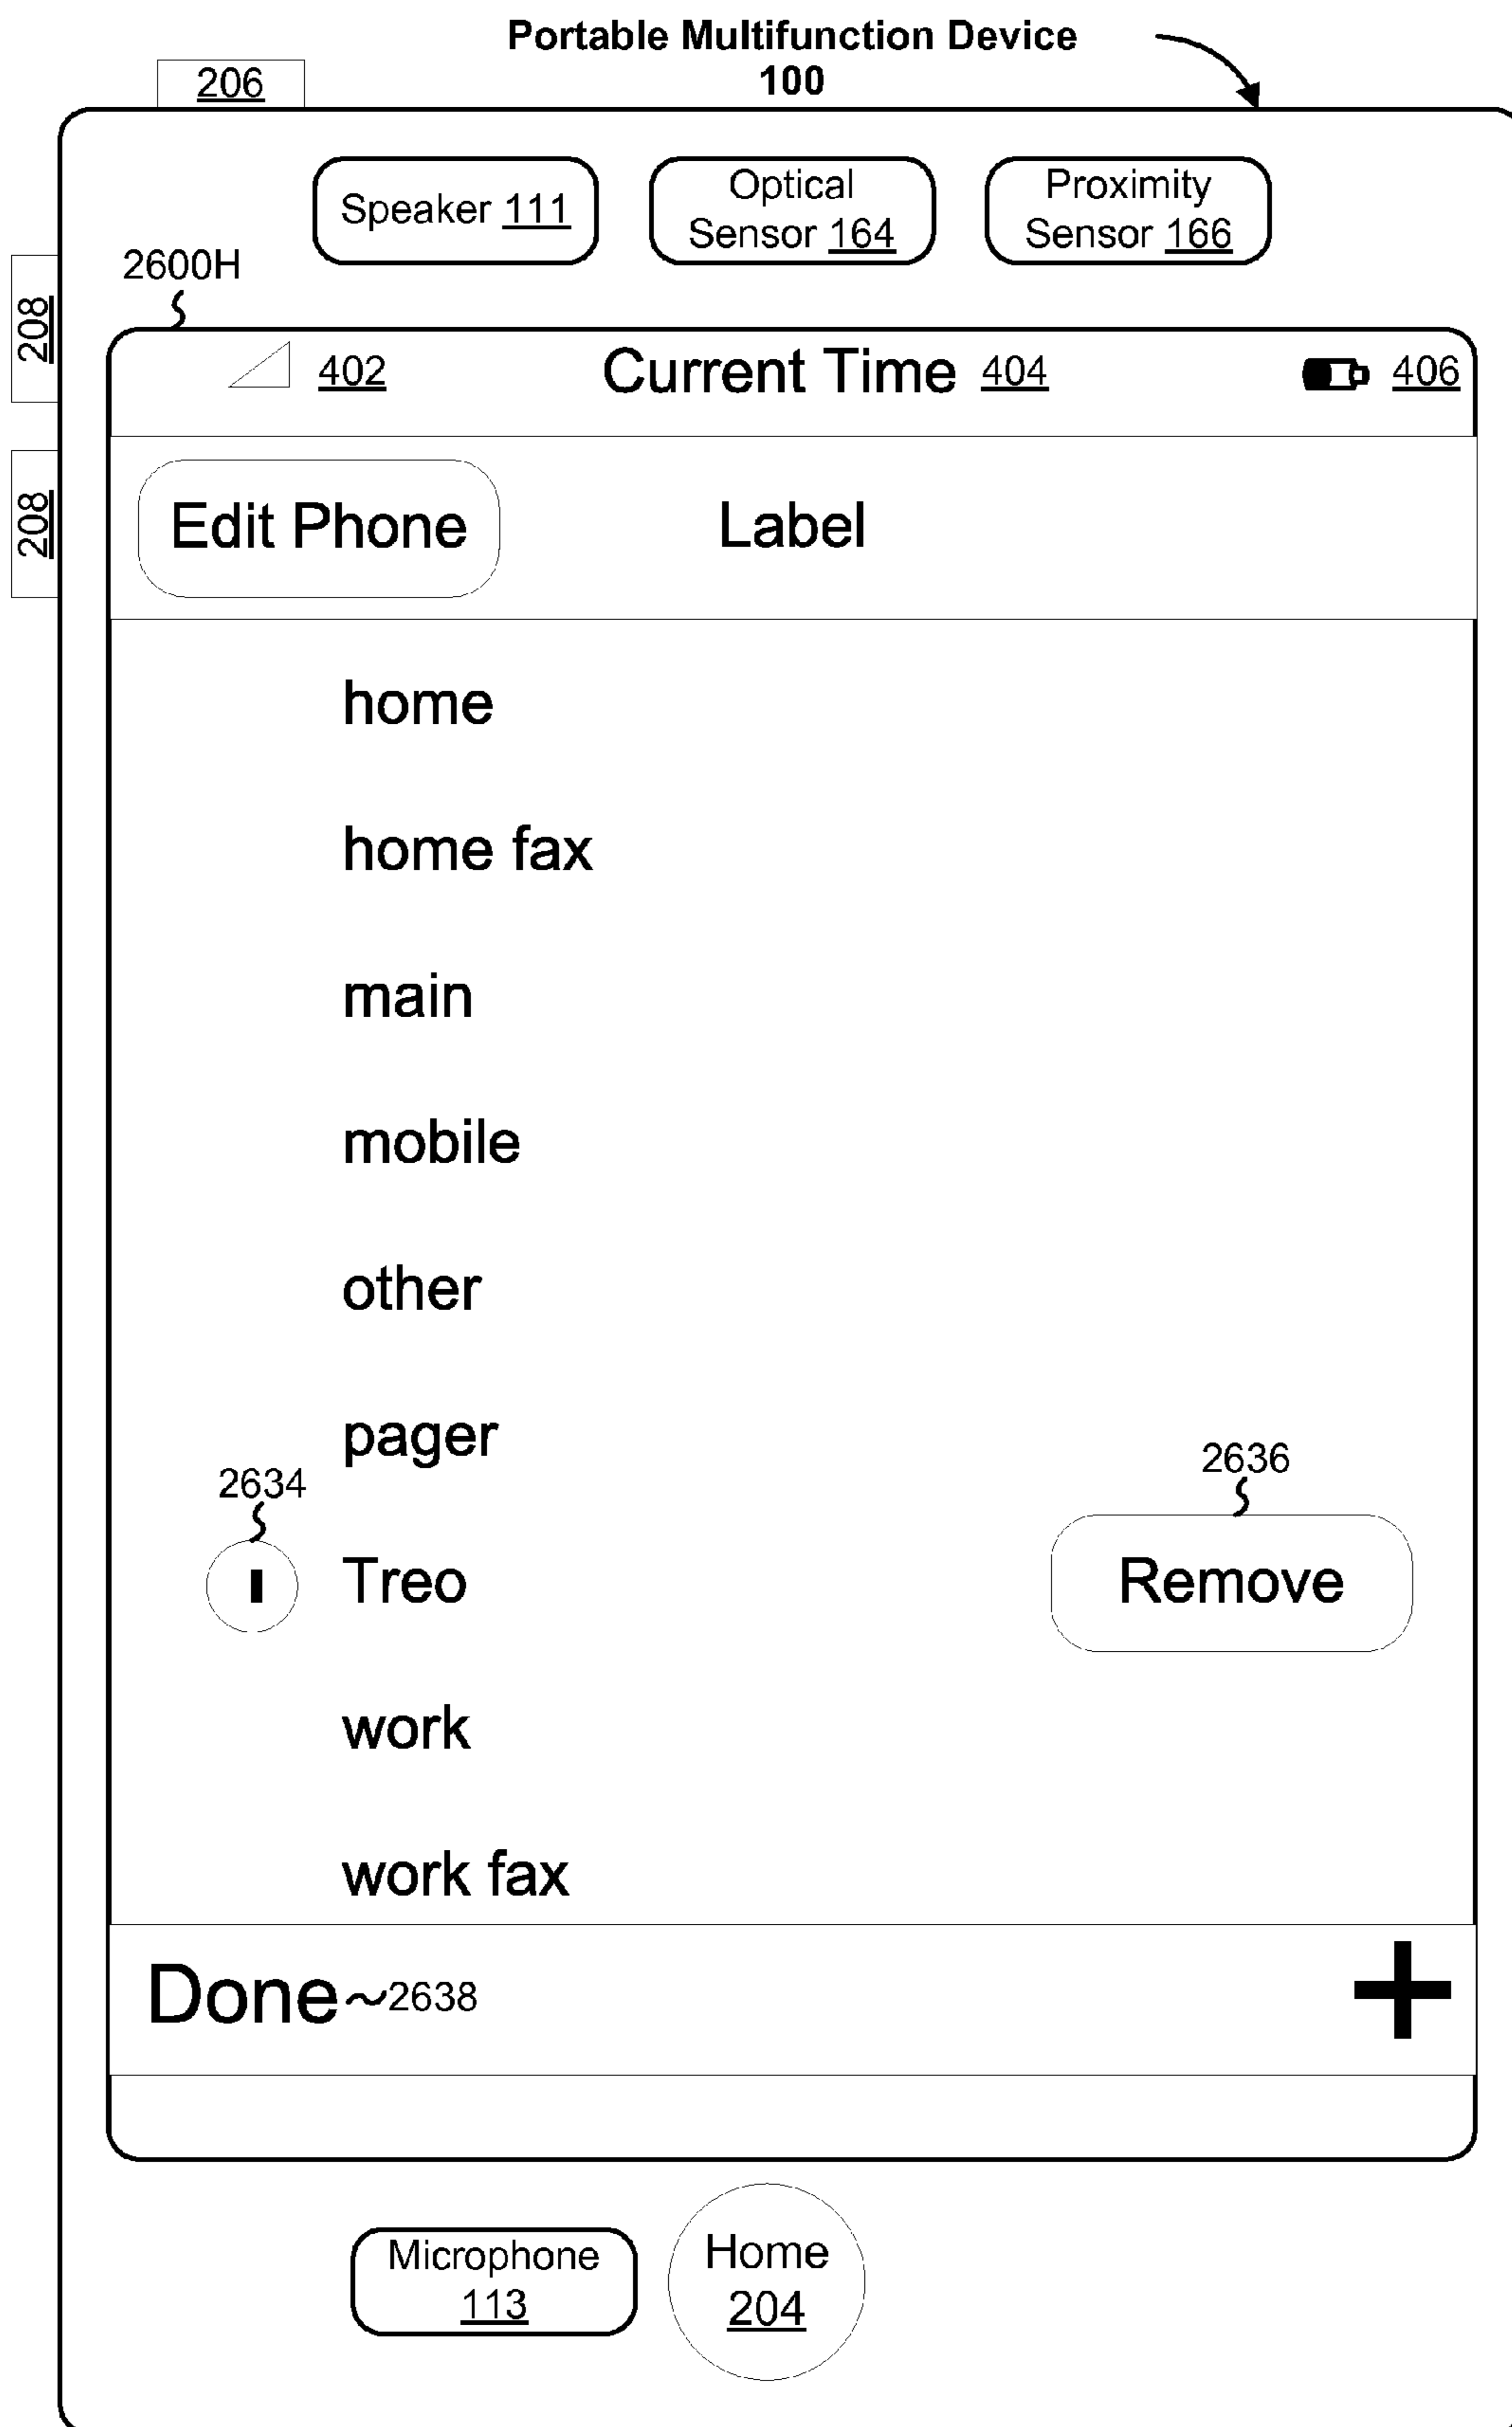 Portable Multifunction Device
100
206
Speaker 111
Optical
Sensor 164
Proximity
Sensor 166
2600H
208
208
402
Current Time 404
406
Edit Phone
Label
home
home fax
main
mobile
other
pager
2634
2636
Treo
Remove
work
work fax
Done~2638
+
Microphone
113
Home
204